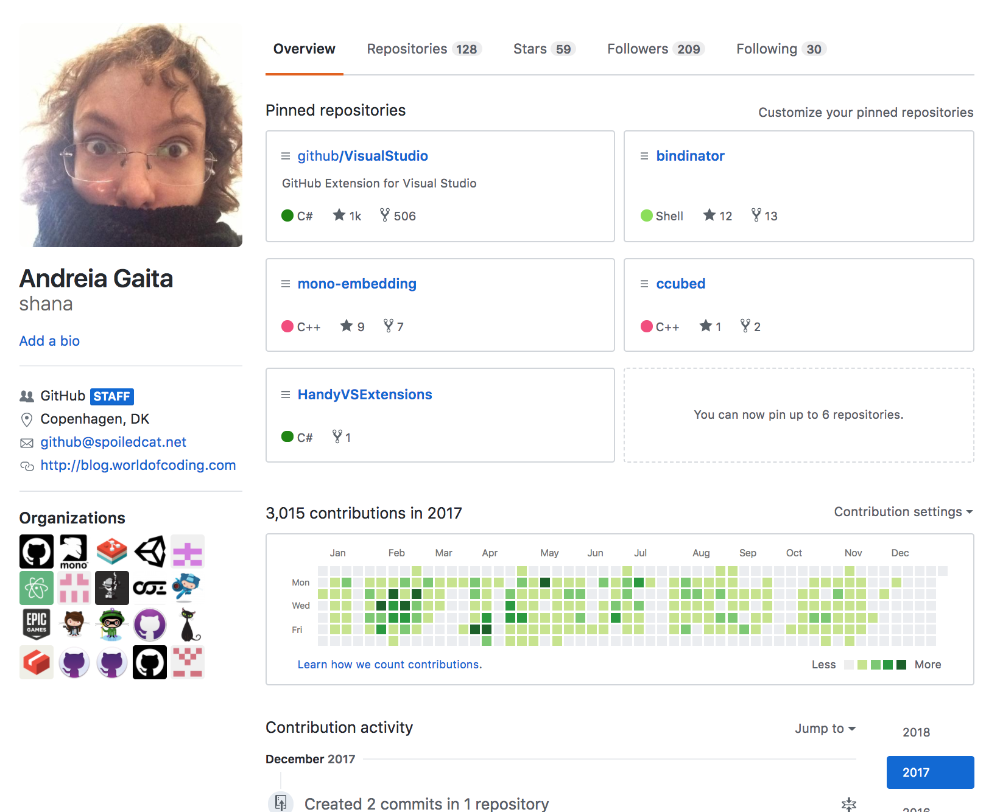 Overview Repositories 128 Stars 59 Followers 209 Following 30
Pinned repositories
Customize your pinned repositories
github/VisualStudio
GitHub Extension for Visual Studio
C# 1k 506
bindinator
Shell 12 13
mono-embedding
C++ 9 7
ccubed
C++ 1 2
HandyVSExtensions
C# 1
You can now pin up to 6 repositories.
Andreia Gaita
shana
Add a bio
GitHub STAFF
Copenhagen, DK
github@spoiledcat.net
http://blog.worldofcoding.com
Organizations
mono
EPIC
GAMES
3,015 contributions in 2017
Contribution settings
Jan Feb Mar Apr May Jun Jul Aug Sep Oct Nov Dec
Mon
Wed
Fri
Learn how we count contributions.
Less More
Contribution activity
Jump to
2018
December 2017
2017
Created 2 commits in 1 repository
2016